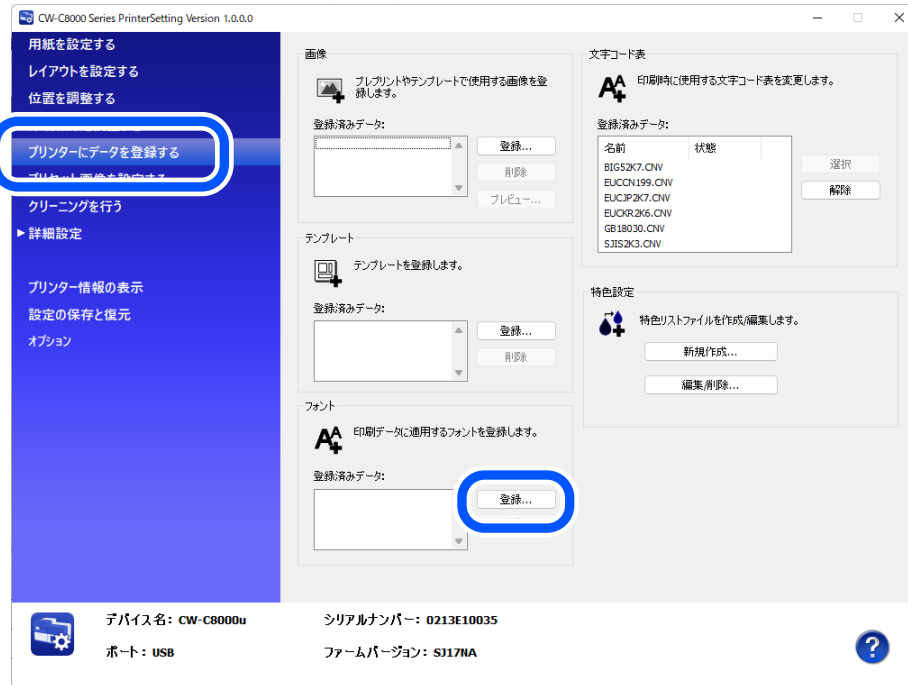 CW-C8000 Series PrinterSetting Version 1.0.0.0
用紙を設定する
レイアウトを設定する
位置を調整する
プリンターにデータを登録する
クリーニングを行う
詳細設定
プリンター情報の表示
設定の保存と復元
オプション
画像
プレプリントやテンプレートで使用する画像を登
録します。
登録済みデータ:
登録...
削除
プレビュー...
テンプレート
テンプレートを登録します。
登録済みデータ:
登録...
削除
フォント
印刷データに適用するフォントを登録します。
登録済みデータ:
登録...
文字コード表
印刷時に使用する文字コード表を変更します。
登録済みデータ:
名前 状態
BIG52K7.CNV
EUCCN199.CNV
EUCJP2K7.CNV
EUCKR2K6.CNV
GB18030.CNV
SJIS2K3.CNV
選択
解除
特色設定
特色リストファイルを作成/編集します。
新規作成...
編集/削除...
デバイス名: CW-C8000u
シリアルナンバー: 0213E10035
ポート: USB
ファームバージョン: SJ17NA
?